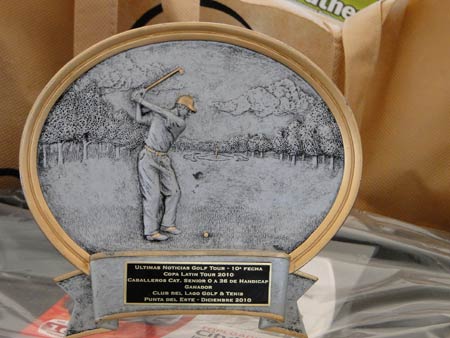 Ultimas Noticias Golf Tour - 10ª fecha
Copa Latin Tour 2010
Caballeros Cat. Senior 0 a 36 de Handicap
Ganador
Club del Lago Golf & Tenis
Punta del Este - Diciembre 2010